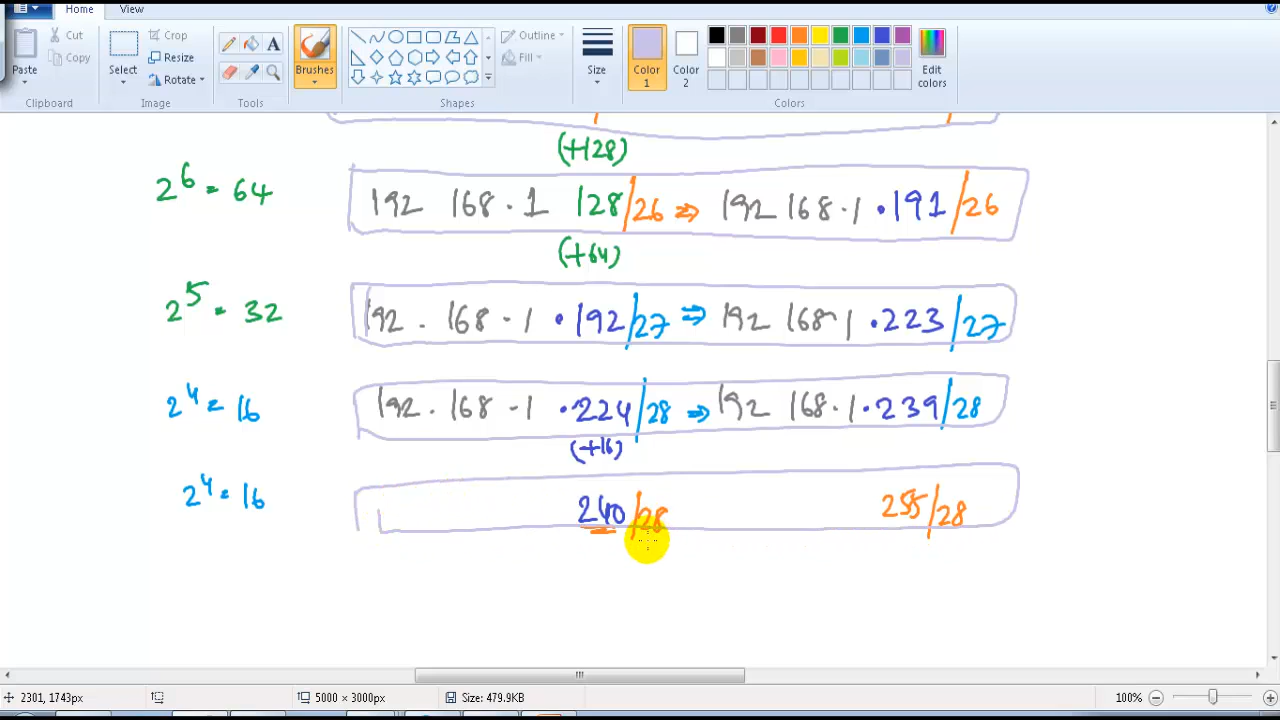 Home View
Cut
Copy
Paste
Clipboard
Select
Crop
Resize
Rotate
Image
A
Tools
Brushes
Outline
Fill
Shapes
Size
Color 1
Color 2
Edit colors
Colors
(+128)
2^6 = 64 192 168 . 1 128/26 ⇒ 192 168 . 1 . 191/26
(+64)
2^5 = 32 192 . 168 . 1 . 192/27 ⇒ 192 168 . 1 . 223/27
2^4 = 16 192 . 168 . 1 . 224/28 ⇒ 192 168 . 1 . 239/28
(+16)
2^4 = 16 240/28 255/28
2301, 1743px 5000 × 3000px Size: 479.9KB 100%